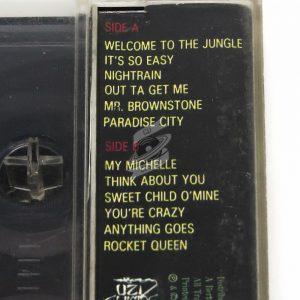 SIDE A
WELCOME TO THE JUNGLE
IT'S SO EASY
NIGHTRAIN
OUT TA GET ME
MR. BROWNSTONE
PARADISE CITY
SIDE B
MY MICHELLE
THINK ABOUT YOU
SWEET CHILD O'MINE
YOU'RE CRAZY
ANYTHING GOES
ROCKET QUEEN